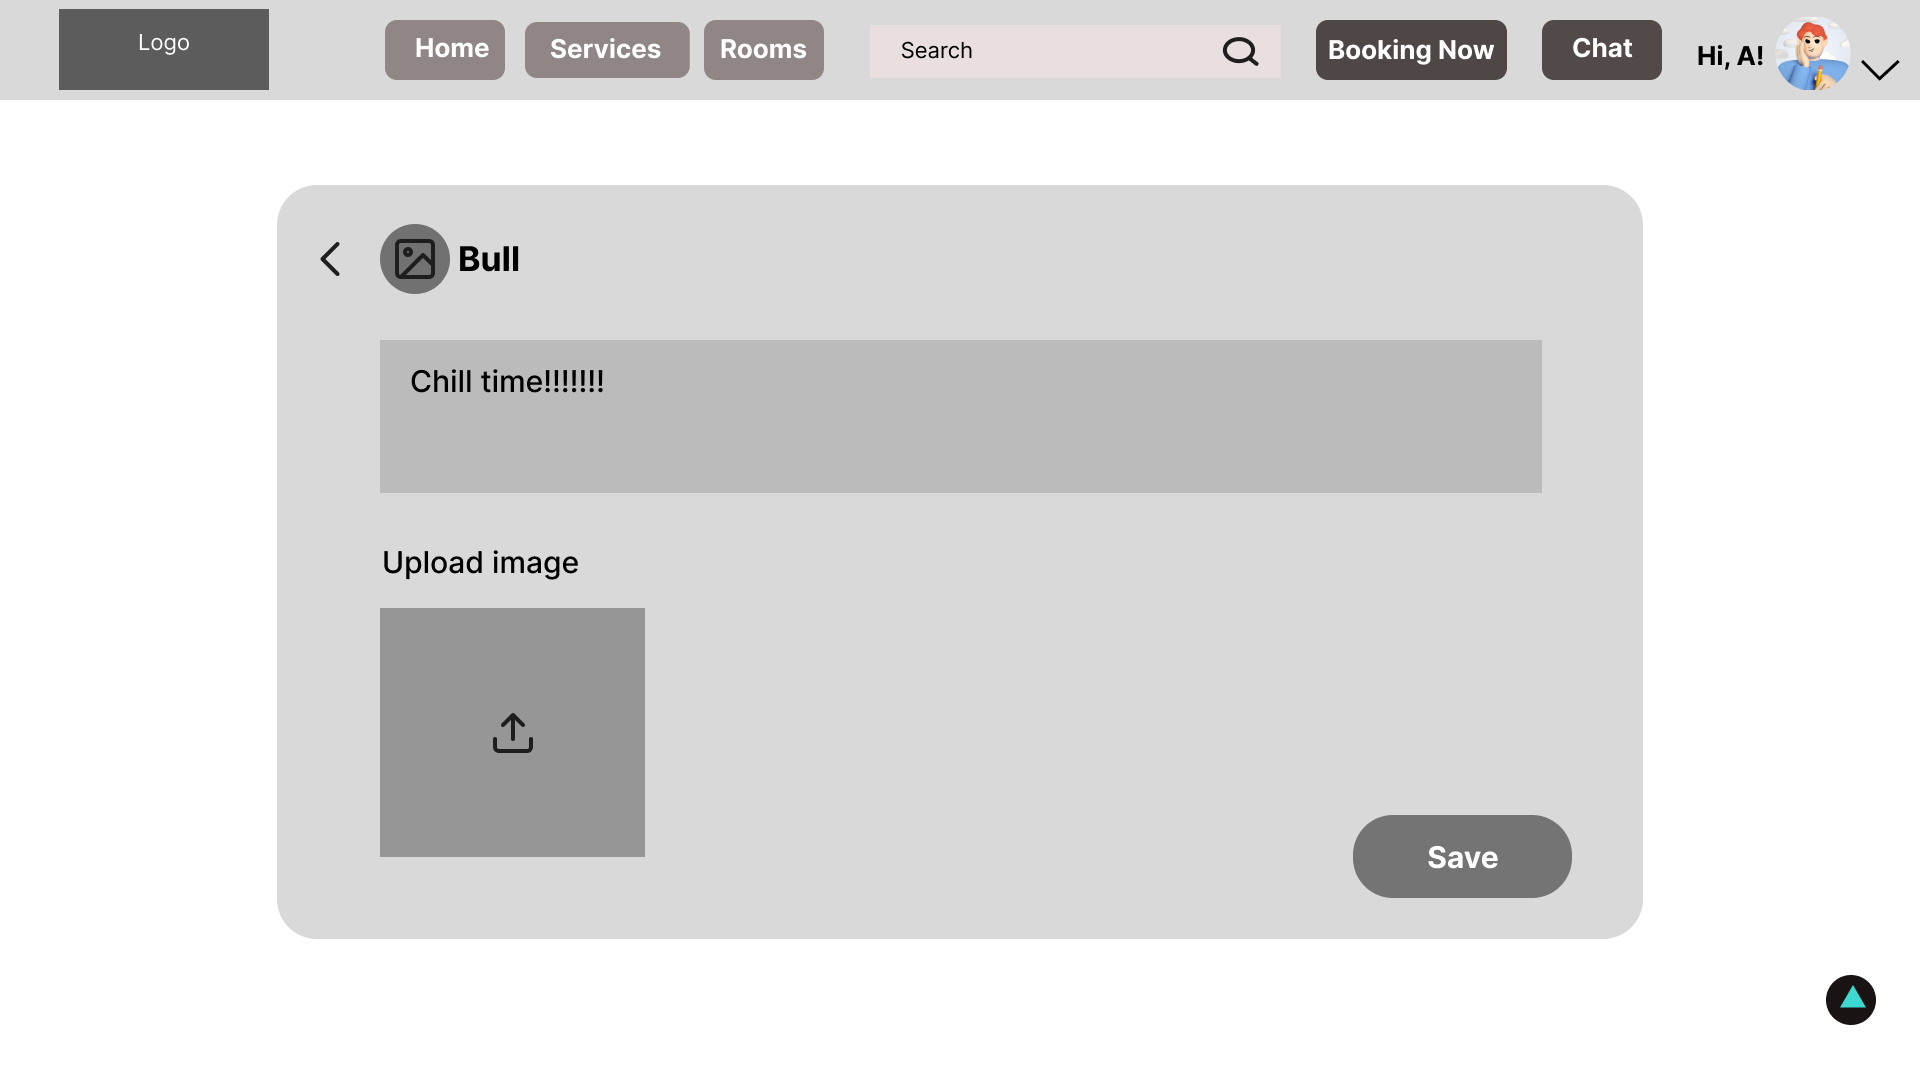 Logo
Home
Services
Rooms
Search
Booking Now
Chat
Hi, A!
Bull
Chill time!!!!!!!
Upload image
Save